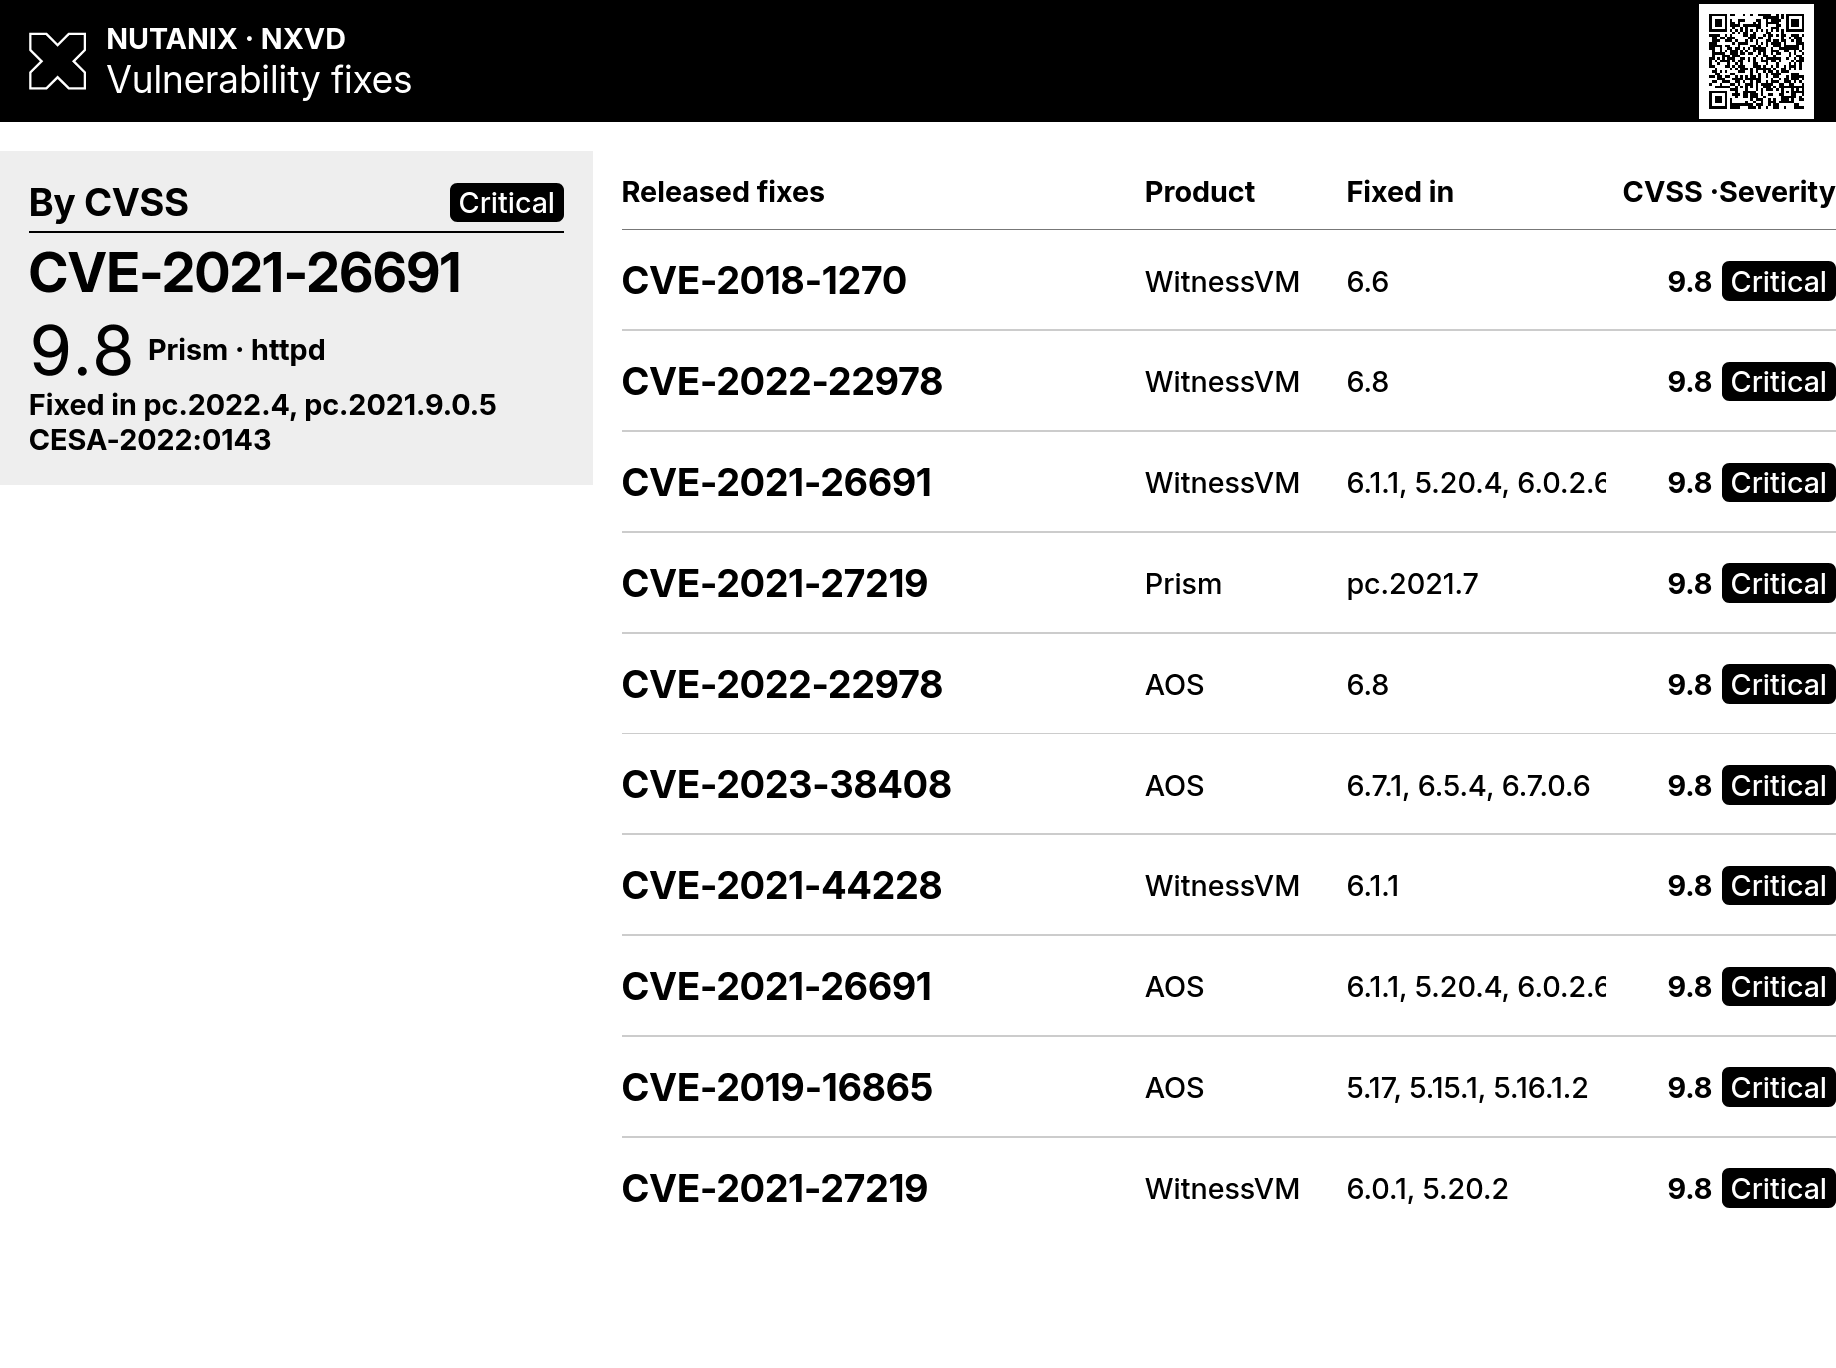 NUTANIX · NXVD
Vulnerability fixes
By CVSS Critical
CVE-2021-26691
9.8 Prism · httpd
Fixed in pc.2022.4, pc.2021.9.0.5
CESA-2022:0143
Released fixes Product Fixed in CVSS ·Severity
CVE-2018-1270 WitnessVM 6.6 9.8 Critical
CVE-2022-22978 WitnessVM 6.8 9.8 Critical
CVE-2021-26691 WitnessVM 6.1.1, 5.20.4, 6.0.2.6 9.8 Critical
CVE-2021-27219 Prism pc.2021.7 9.8 Critical
CVE-2022-22978 AOS 6.8 9.8 Critical
CVE-2023-38408 AOS 6.7.1, 6.5.4, 6.7.0.6 9.8 Critical
CVE-2021-44228 WitnessVM 6.1.1 9.8 Critical
CVE-2021-26691 AOS 6.1.1, 5.20.4, 6.0.2.6 9.8 Critical
CVE-2019-16865 AOS 5.17, 5.15.1, 5.16.1.2 9.8 Critical
CVE-2021-27219 WitnessVM 6.0.1, 5.20.2 9.8 Critical